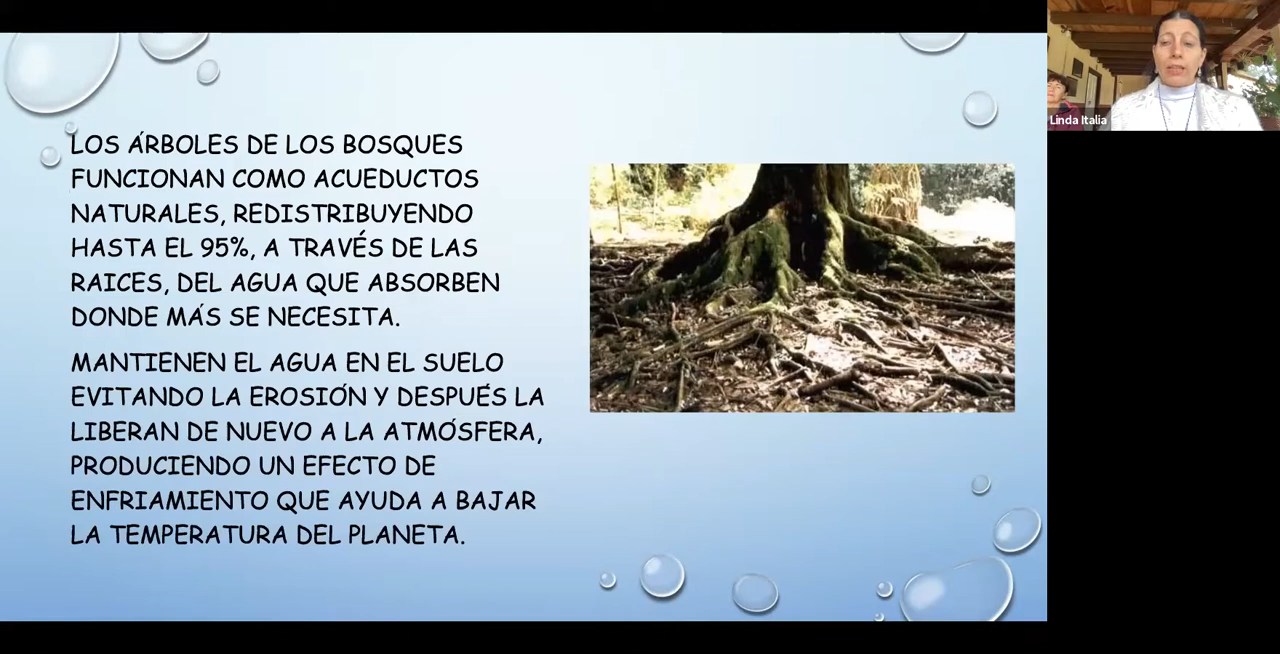 LOS ÁRBOLES DE LOS BOSQUES
FUNCIONAN COMO ACUEDUCTOS
NATURALES, REDISTRIBUYENDO
HASTA EL 95%, A TRAVÉS DE LAS
RAICES, DEL AGUA QUE ABSORBEN
DONDE MÁS SE NECESITA.
MANTIENEN EL AGUA EN EL SUELO
EVITANDO LA EROSIÓN Y DESPUÉS LA
LIBERAN DE NUEVO A LA ATMÓSFERA,
PRODUCIENDO UN EFECTO DE
ENFRIAMIENTO QUE AYUDA A BAJAR
LA TEMPERATURA DEL PLANETA.
Linda Italia